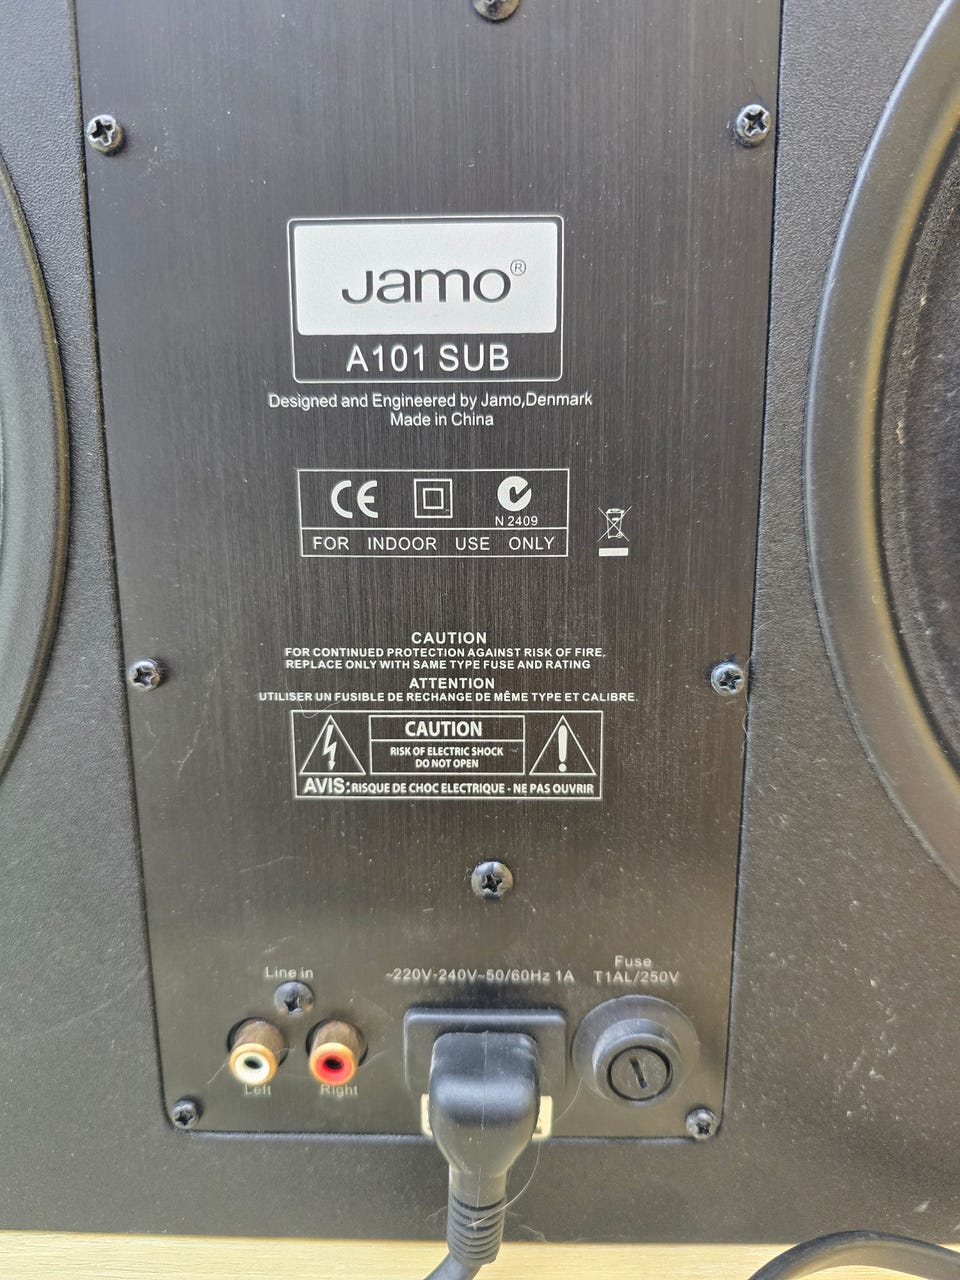 Jamo®
A101 SUB
Designed and Engineered by Jamo,Denmark
Made in China
CE
N 2409
FOR INDOOR USE ONLY
CAUTION
FOR CONTINUED PROTECTION AGAINST RISK OF FIRE,
REPLACE ONLY WITH SAME TYPE FUSE AND RATING
ATTENTION
UTILISER UN FUSIBLE DE RECHANGE DE MÊME TYPE ET CALIBRE.
CAUTION
RISK OF ELECTRIC SHOCK
DO NOT OPEN
AVIS:RISQUE DE CHOC ELECTRIQUE - NE PAS OUVRIR
Line in
~220V-240V~50/60Hz 1A
Fuse
T1AL/250V
Left
Right